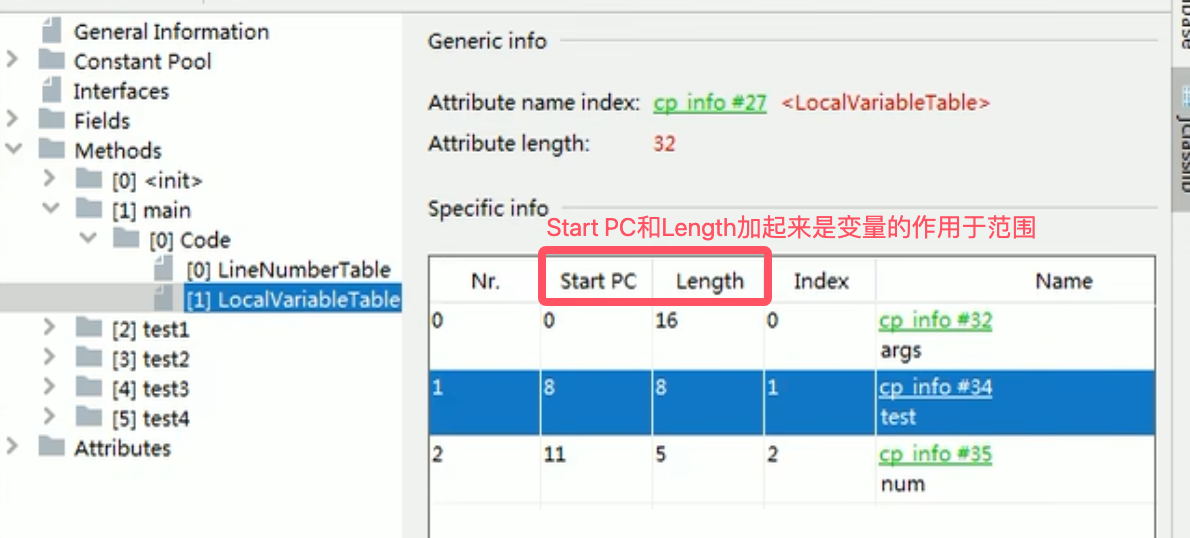 General Information
Constant Pool
Interfaces
Fields
Methods
[0] <init>
[1] main
[0] Code
[0] LineNumberTable
[1] LocalVariableTable
[2] test1
[3] test2
[4] test3
[5] test4
Attributes
Generic info
Attribute name index: cp_info #27 <LocalVariableTable>
Attribute length: 32
Specific info
Start PC和Length加起来是变量的作用于范围
Nr. Start PC Length Index Name
0 0 16 0 cp_info #32
args
1 8 8 1 cp_info #34
test
2 11 5 2 cp_info #35
num